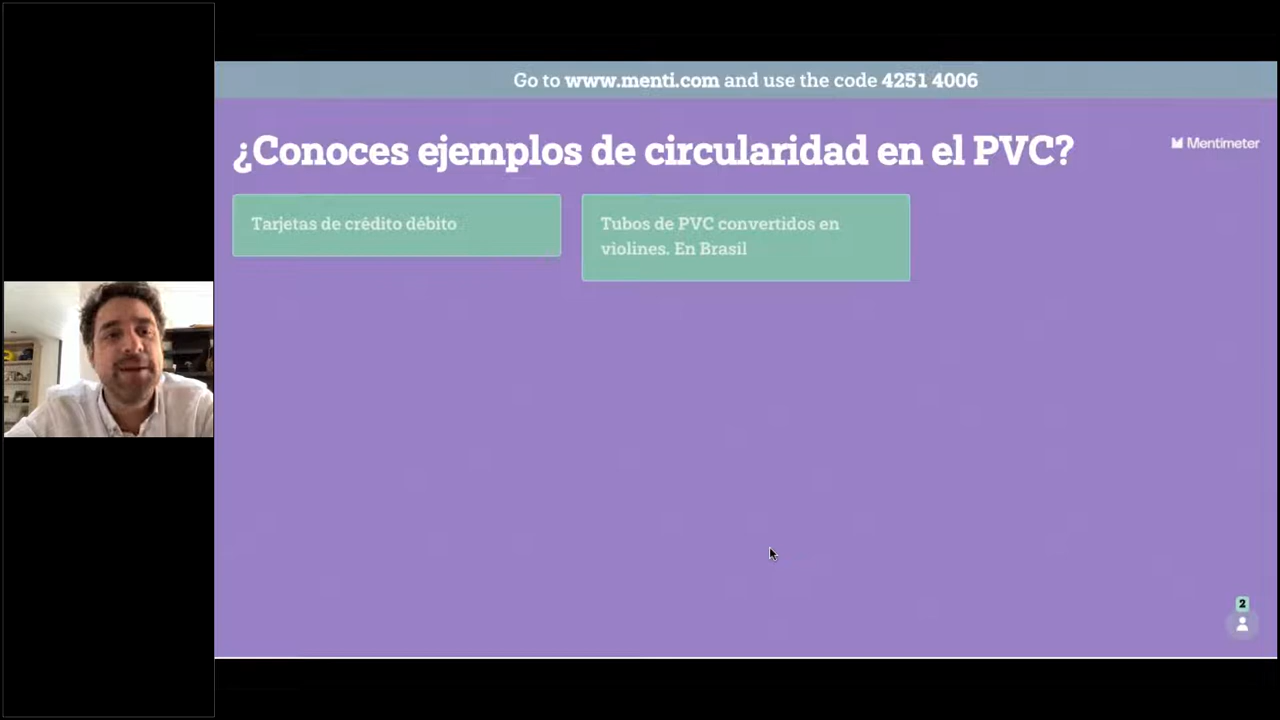 Go to www.menti.com and use the code 4251 4006
¿Conoces ejemplos de circularidad en el PVC?
Mentimeter
Tarjetas de crédito débito
Tubos de PVC convertidos en
violines. En Brasil
2